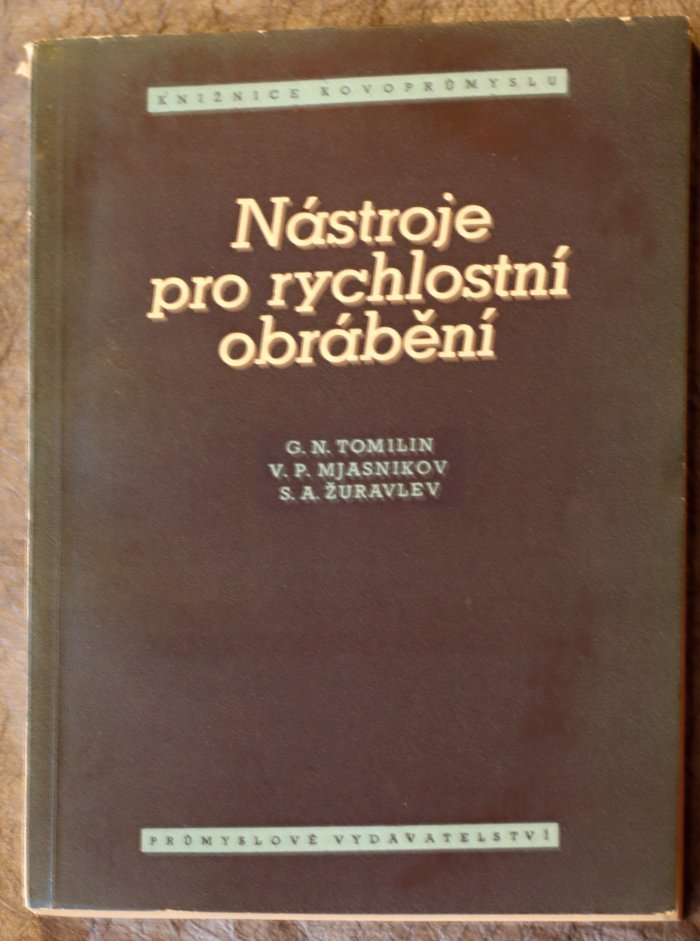 KNIŽNICE KOVOPRŮMYSLU
Nástroje
pro rychlostní
obrábění
G. N. TOMILIN
V. P. MJASNIKOV
S. A. ŽURAVLEV
PRŮMYSLOVÉ VYDAVATELSTVÍ